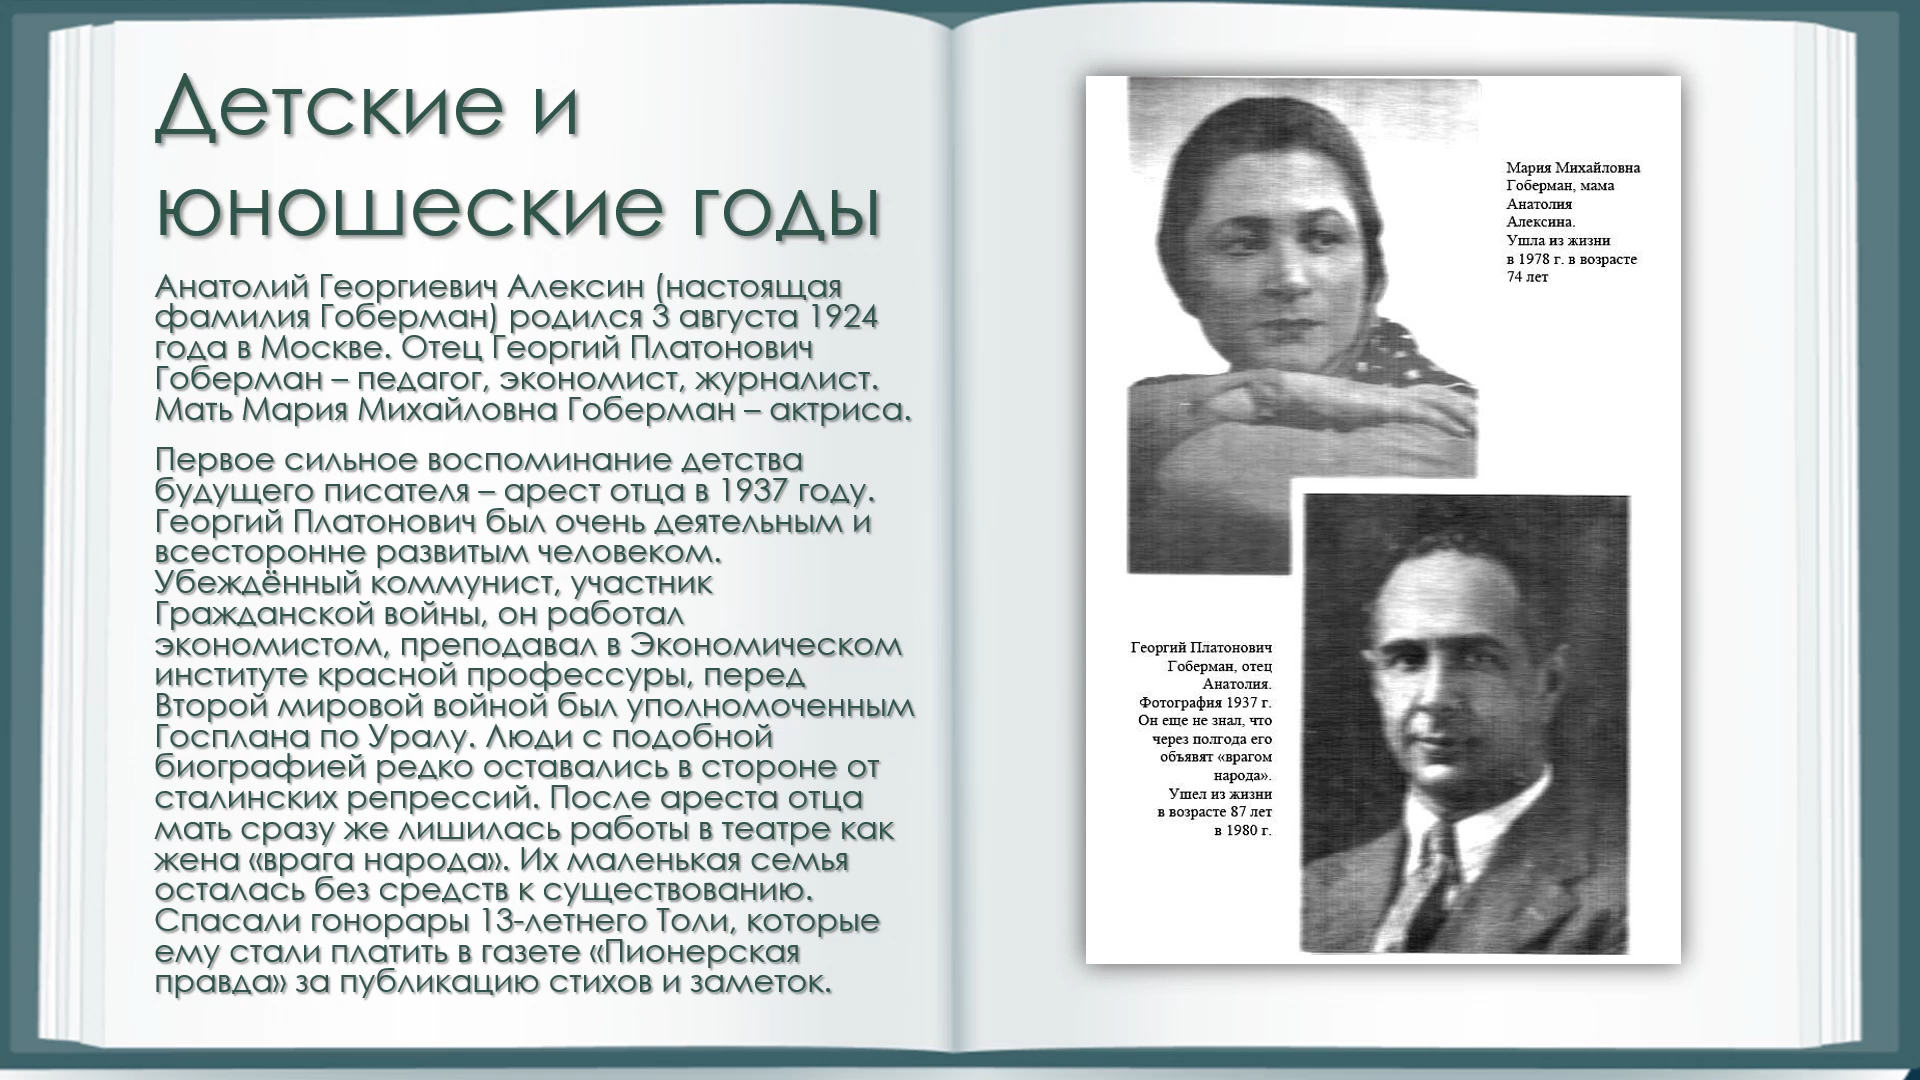 Детские и
юношеские годы
Анатолий Георгиевич Алексин (настоящая
фамилия Гоберман) родился 3 августа 1924
года в Москве. Отец Георгий Платонович
Гоберман – педагог, экономист, журналист.
Мать Мария Михайловна Гоберман – актриса.
Первое сильное воспоминание детства
будущего писателя – арест отца в 1937 году.
Георгий Платонович был очень деятельным и
всесторонне развитым человеком.
Убеждённый коммунист, участник
Гражданской войны, он работал
экономистом, преподавал в Экономическом
институте красной профессуры, перед
Второй мировой войной был уполномоченным
Госплана по Уралу. Люди с подобной
биографией редко оставались в стороне от
сталинских репрессий. После ареста отца
мать сразу же лишилась работы в театре как
жена «врага народа». Их маленькая семья
осталась без средств к существованию.
Спасали гонорары 13-летнего Толи, которые
ему стали платить в газете «Пионерская
правда» за публикацию стихов и заметок.
Мария Михайловна
Гоберман, мама
Анатолия
Алексина.
Ушла из жизни
в 1978 г. в возрасте
74 лет
Георгий Платонович
Гоберман, отец
Анатолия.
Фотография 1937 г.
Он еще не знал, что
через полгода его
объявят «врагом
народа».
Ушел из жизни
в возрасте 87 лет
в 1980 г.